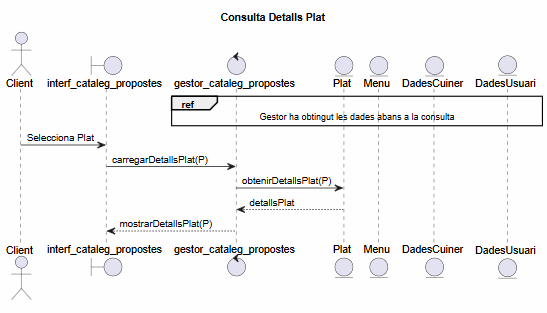 Consulta Detalls Plat
Client interf_cataleg_propostes gestor_cataleg_propostes Plat Menu DadesCuiner DadesUsuari
ref
Gestor ha obtingut les dades abans a la consulta
Selecciona Plat
carregarDetallsPlat(P)
obtenirDetallsPlat(P)
detallsPlat
mostrarDetallsPlat(P)
Client interf_cataleg_propostes gestor_cataleg_propostes Plat Menu DadesCuiner DadesUsuari